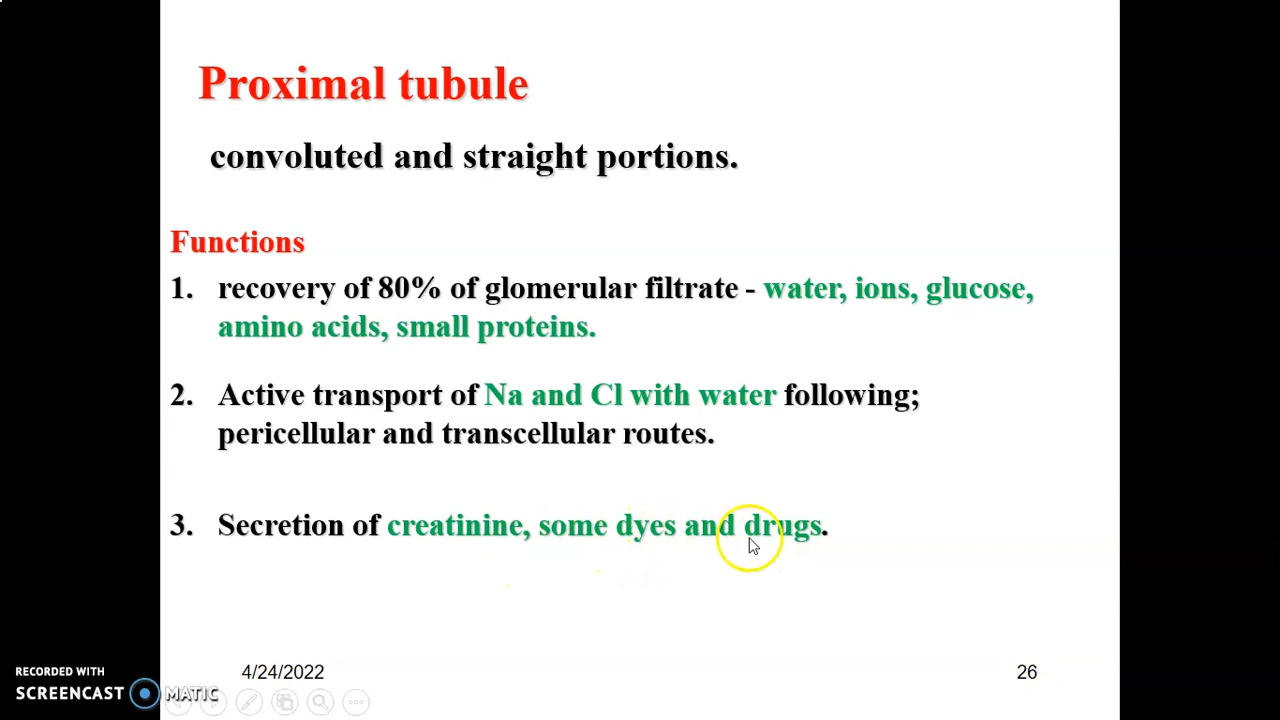 Proximal tubule
convoluted and straight portions.
Functions
1. recovery of 80% of glomerular filtrate - water, ions, glucose,
amino acids, small proteins.
2. Active transport of Na and Cl with water following;
pericellular and transcellular routes.
3. Secretion of creatinine, some dyes and drugs.
4/24/2022
26
RECORDED WITH
SCREENCAST MATIC